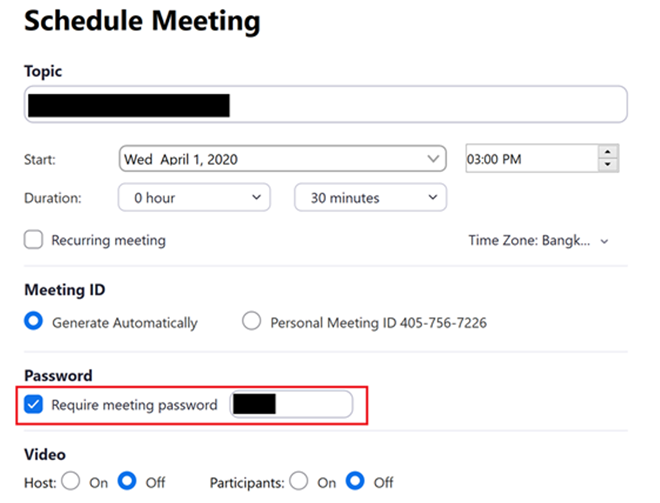 Schedule Meeting
Topic
Start: Wed April 1, 2020 03:00 PM
Duration: 0 hour 30 minutes
Recurring meeting Time Zone: Bangk...
Meeting ID
Generate Automatically Personal Meeting ID 405-756-7226
Password
Require meeting password
Video
Host: On Off Participants: On Off